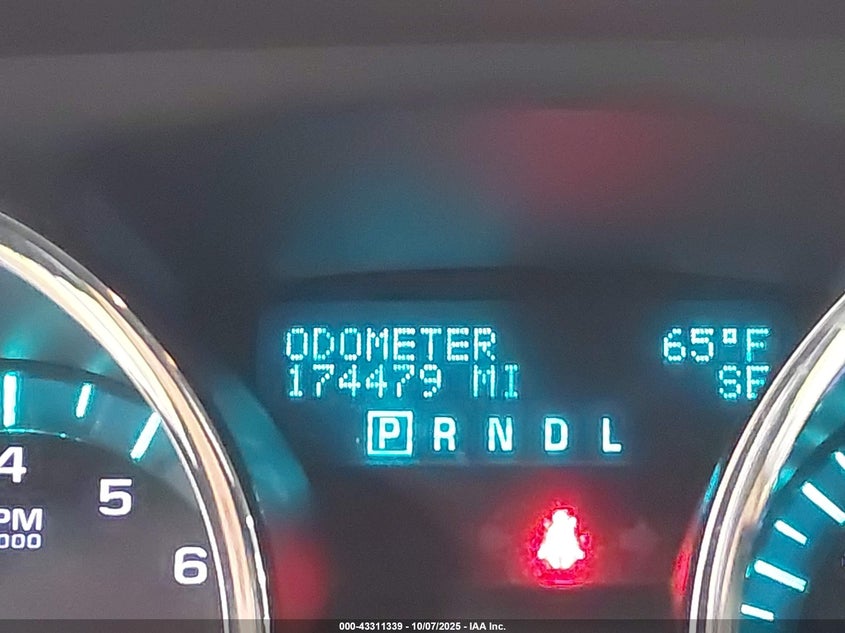 ODOMETER 65°F
174479 MI SE
P R N D L
4
5
6
PM
000
000-43311339 - 10/07/2025 - IAA Inc.